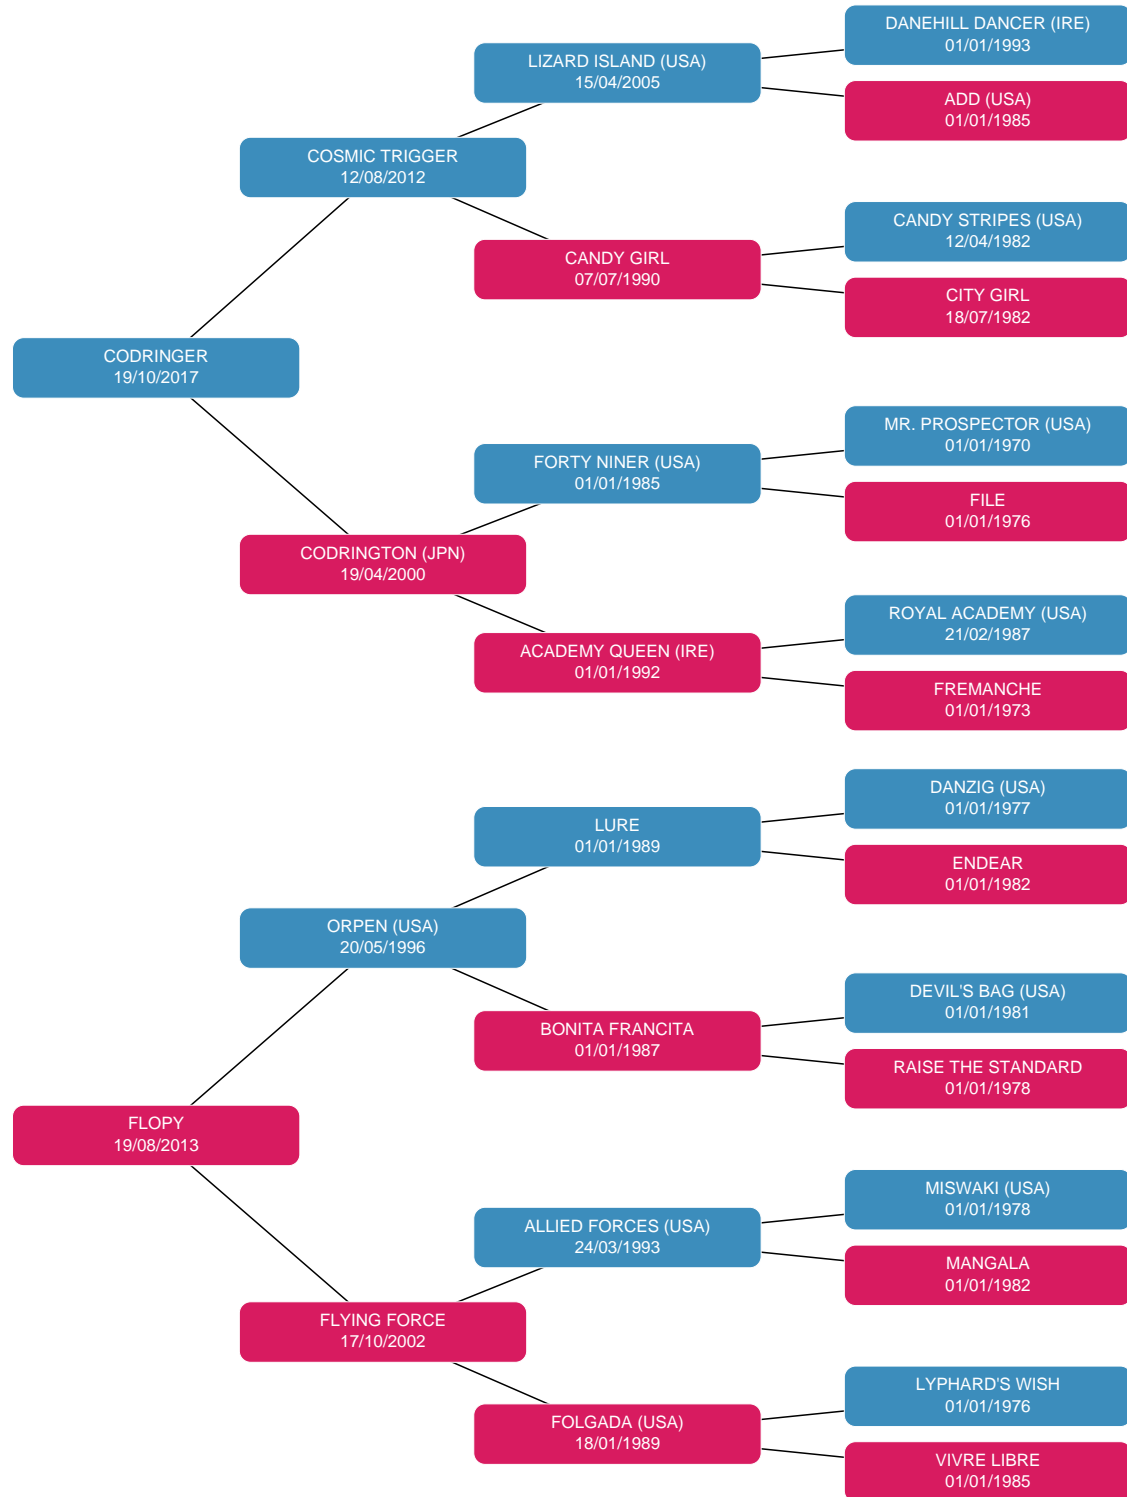 DANEHILL DANCER (IRE)
01/01/1993
LIZARD ISLAND (USA)
15/04/2005
ADD (USA)
01/01/1985
COSMIC TRIGGER
12/08/2012
CANDY STRIPES (USA)
12/04/1982
CANDY GIRL
07/07/1990
CITY GIRL
18/07/1982
CODRINGER
19/10/2017
MR. PROSPECTOR (USA)
01/01/1970
FORTY NINER (USA)
01/01/1985
FILE
01/01/1976
CODRINGTON (JPN)
19/04/2000
ROYAL ACADEMY (USA)
21/02/1987
ACADEMY QUEEN (IRE)
01/01/1992
FREMANCHE
01/01/1973
DANZIG (USA)
01/01/1977
LURE
01/01/1989
ENDEAR
01/01/1982
ORPEN (USA)
20/05/1996
DEVIL'S BAG (USA)
01/01/1981
BONITA FRANCITA
01/01/1987
RAISE THE STANDARD
01/01/1978
FLOPY
19/08/2013
MISWAKI (USA)
01/01/1978
ALLIED FORCES (USA)
24/03/1993
MANGALA
01/01/1982
FLYING FORCE
17/10/2002
LYPHARD'S WISH
01/01/1976
FOLGADA (USA)
18/01/1989
VIVRE LIBRE
01/01/1985